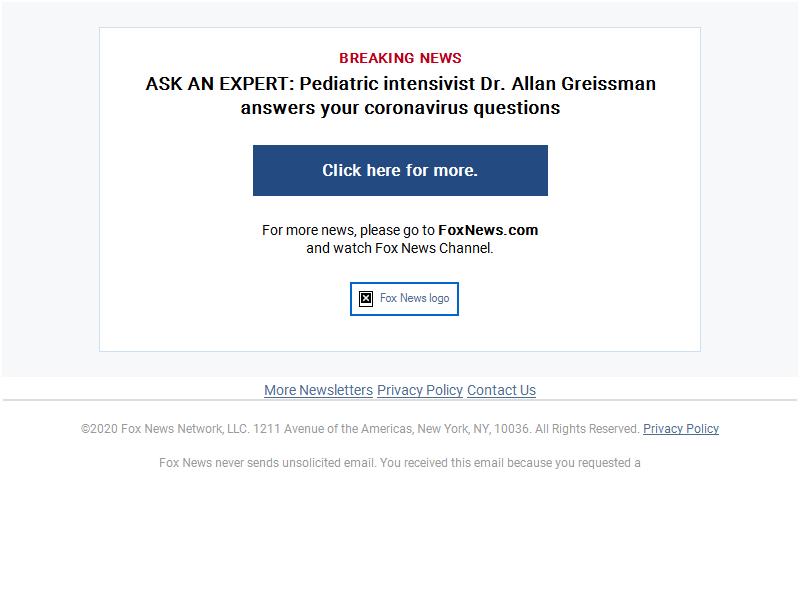 BREAKING NEWS
ASK AN EXPERT: Pediatric intensivist Dr. Allan Greissman
answers your coronavirus questions
Click here for more.
For more news, please go to FoxNews.com
and watch Fox News Channel.
Fox News logo
More Newsletters Privacy Policy Contact Us
©2020 Fox News Network, LLC. 1211 Avenue of the Americas, New York, NY, 10036. All Rights Reserved. Privacy Policy
Fox News never sends unsolicited email. You received this email because you requested a